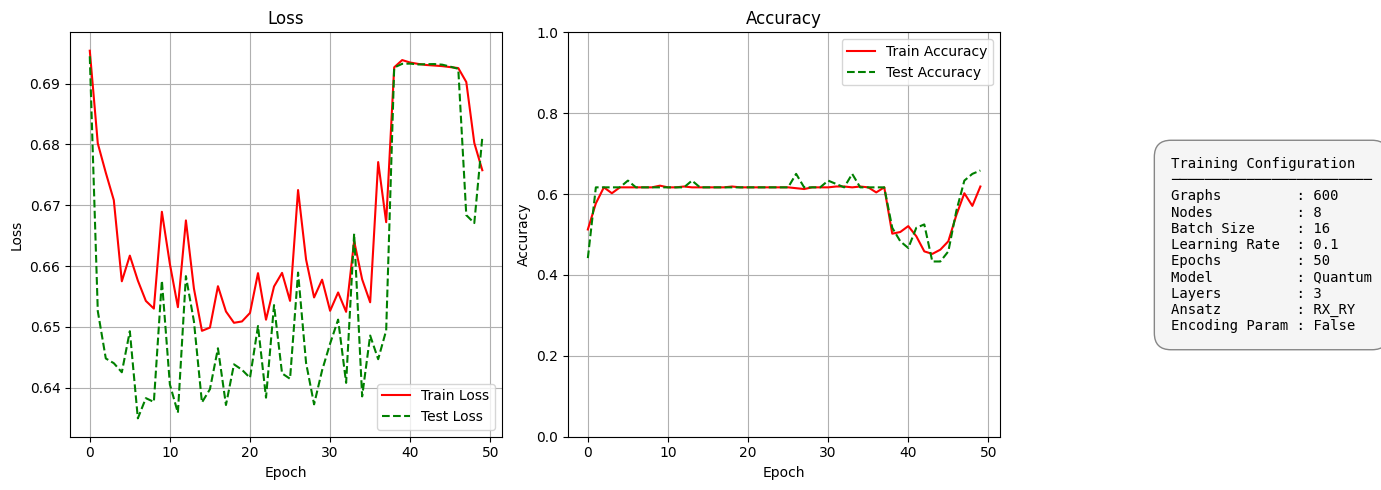 Loss
0.69
0.68
0.67
0.66
0.65
0.64
Loss
0
10
20
30
40
50
Epoch
Train Loss
Test Loss
Accuracy
1.0
0.8
0.6
0.4
0.2
0.0
Accuracy
0
10
20
30
40
50
Epoch
Train Accuracy
Test Accuracy
Training Configuration
Graphs : 600
Nodes : 8
Batch Size : 16
Learning Rate : 0.1
Epochs : 50
Model : Quantum
Layers : 3
Ansatz : RX_RY
Encoding Param : False